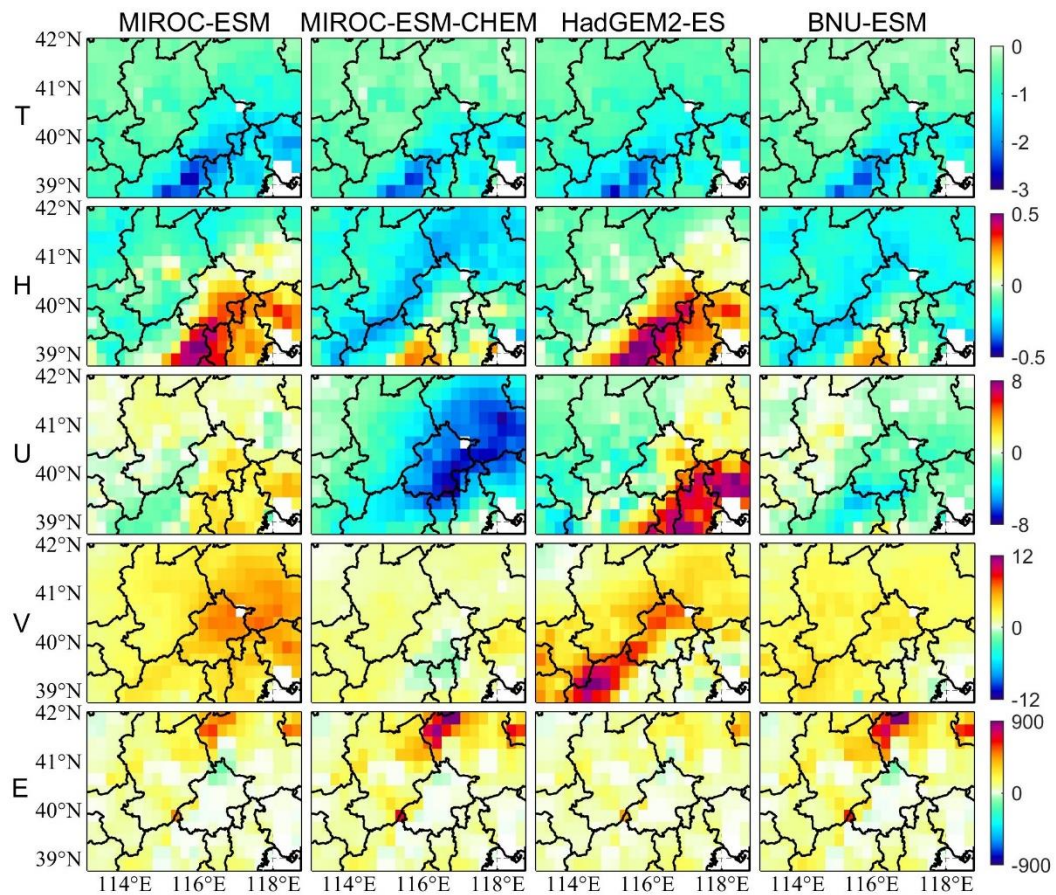 MIROC-ESM MIROC-ESM-CHEM HadGEM2-ES BNU-ESM
42°N 0
T 41°N -1
40°N -2
39°N -3
42°N 0.5
H 41°N
40°N 0
39°N -0.5
42°N 8
U 41°N
40°N 0
39°N -8
42°N 12
V 41°N
40°N 0
39°N -12
42°N 900
E 41°N
40°N 0
39°N -900
114°E 116°E 118°E 114°E 116°E 118°E 114°E 116°E 118°E 114°E 116°E 118°E